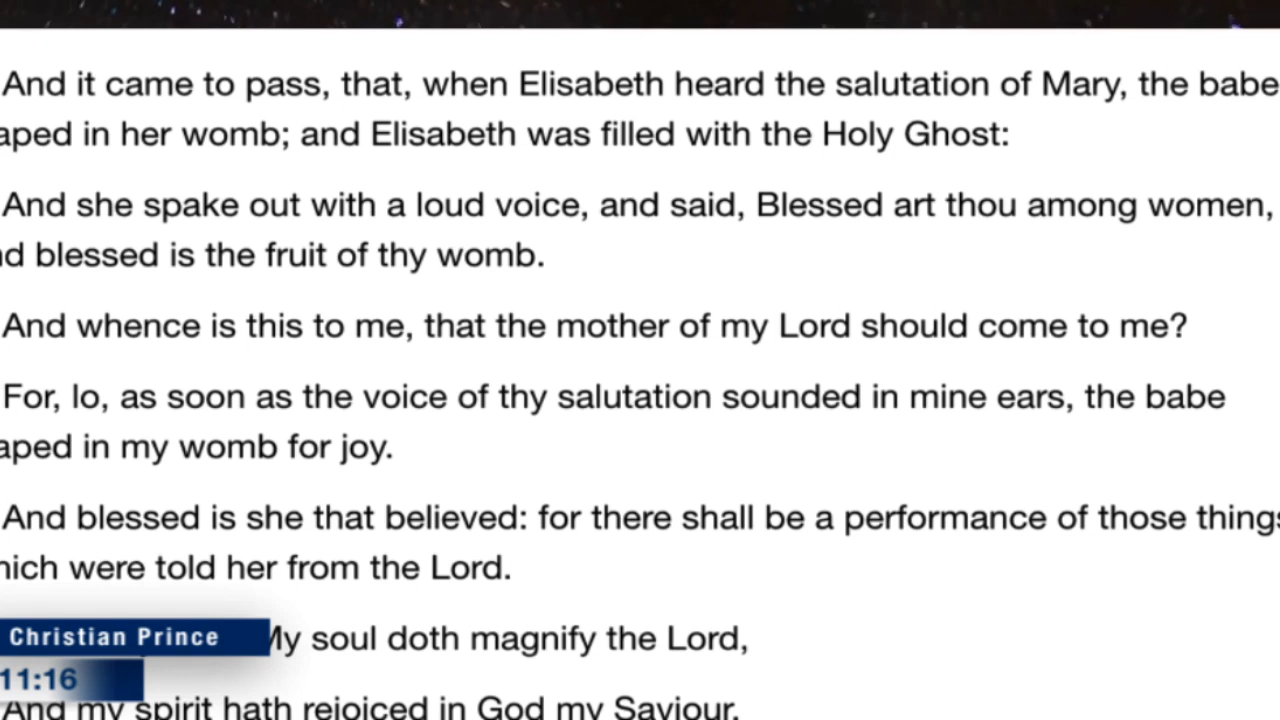 And it came to pass, that, when Elisabeth heard the salutation of Mary, the babe
aped in her womb; and Elisabeth was filled with the Holy Ghost:
And she spake out with a loud voice, and said, Blessed art thou among women,
d blessed is the fruit of thy womb.
And whence is this to me, that the mother of my Lord should come to me?
For, lo, as soon as the voice of thy salutation sounded in mine ears, the babe
aped in my womb for joy.
And blessed is she that believed: for there shall be a performance of those things
hich were told her from the Lord.
Christian Prince
My soul doth magnify the Lord,
11:16
And my spirit hath rejoiced in God my Saviour.